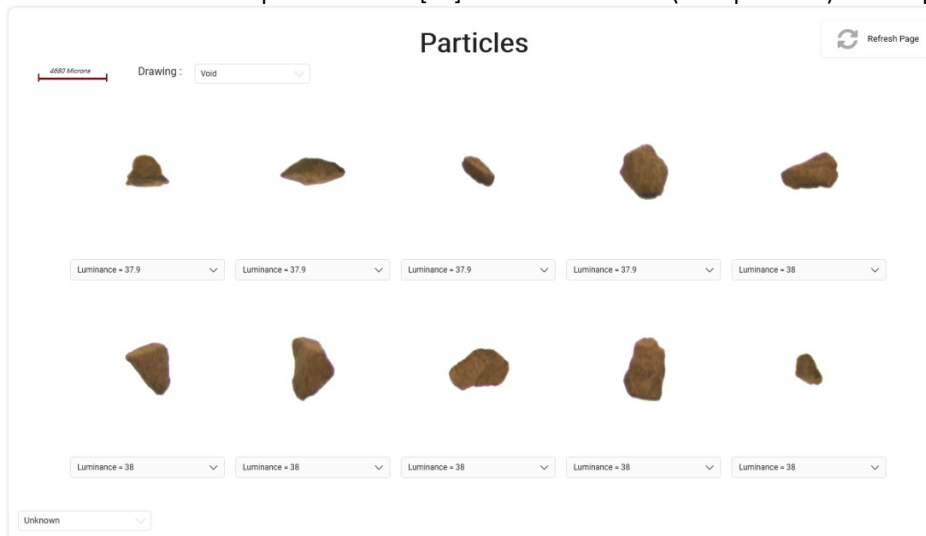 Particles
Refresh Page
4680 Microns
Drawing :
Void
Luminance = 37.9
Luminance = 37.9
Luminance = 37.9
Luminance = 37.9
Luminance = 38
Luminance = 38
Luminance = 38
Luminance = 38
Luminance = 38
Luminance = 38
Unknown